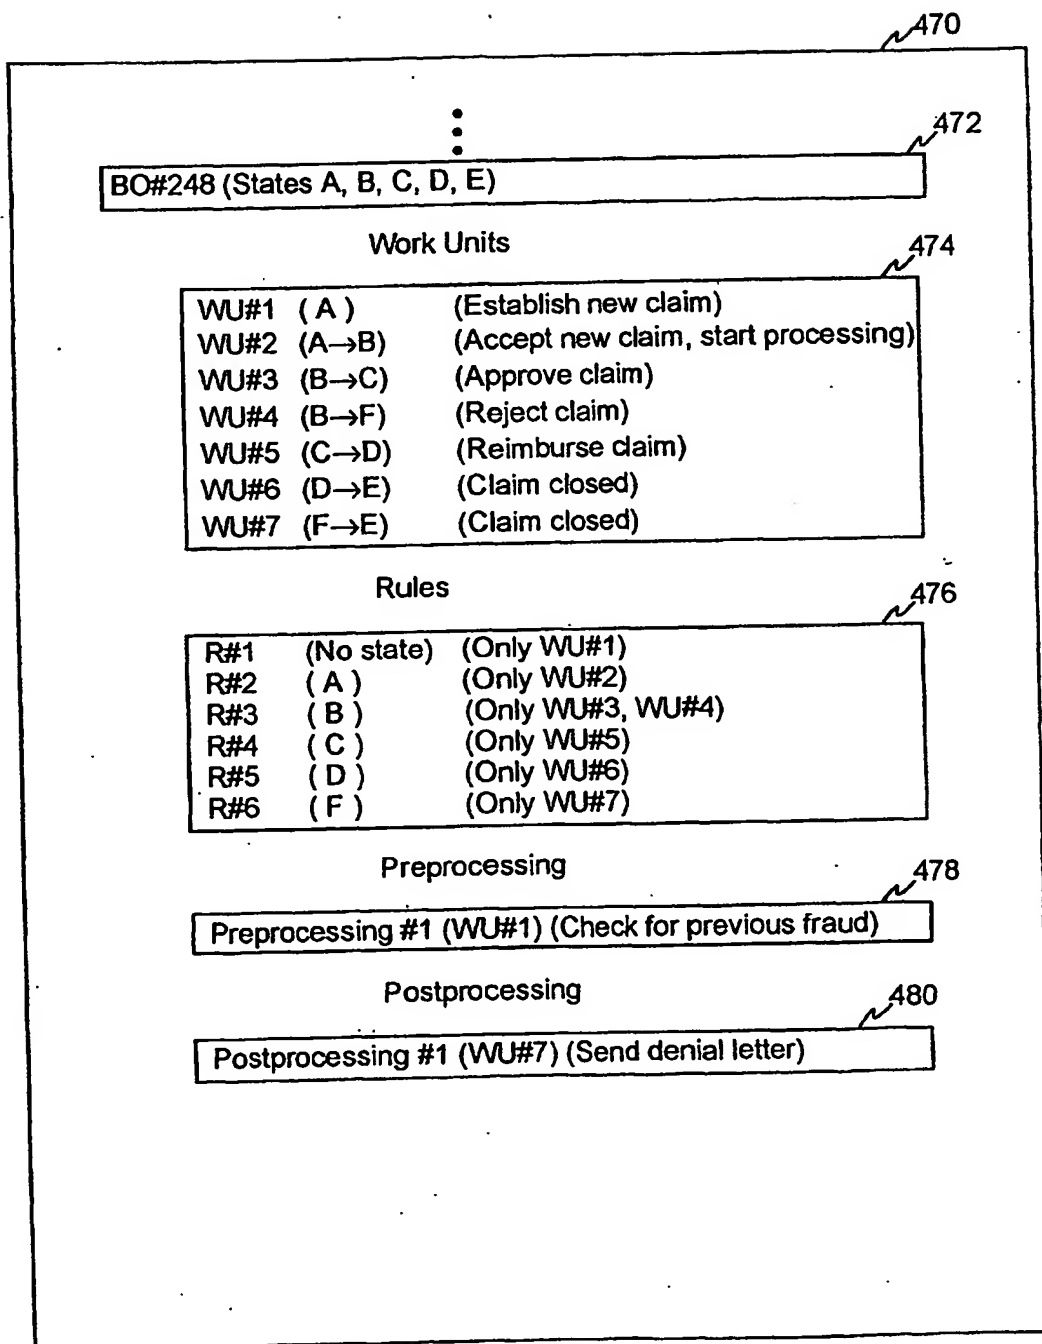 470
472
BO#248 (States A, B, C, D, E)
Work Units
474
WU#1 ( A ) (Establish new claim)
WU#2 (A→B) (Accept new claim, start processing)
WU#3 (B→C) (Approve claim)
WU#4 (B→F) (Reject claim)
WU#5 (C→D) (Reimburse claim)
WU#6 (D→E) (Claim closed)
WU#7 (F→E) (Claim closed)
Rules
476
R#1 (No state) (Only WU#1)
R#2 ( A ) (Only WU#2)
R#3 ( B ) (Only WU#3, WU#4)
R#4 ( C ) (Only WU#5)
R#5 ( D ) (Only WU#6)
R#6 ( F ) (Only WU#7)
Preprocessing
478
Preprocessing #1 (WU#1) (Check for previous fraud)
Postprocessing
480
Postprocessing #1 (WU#7) (Send denial letter)